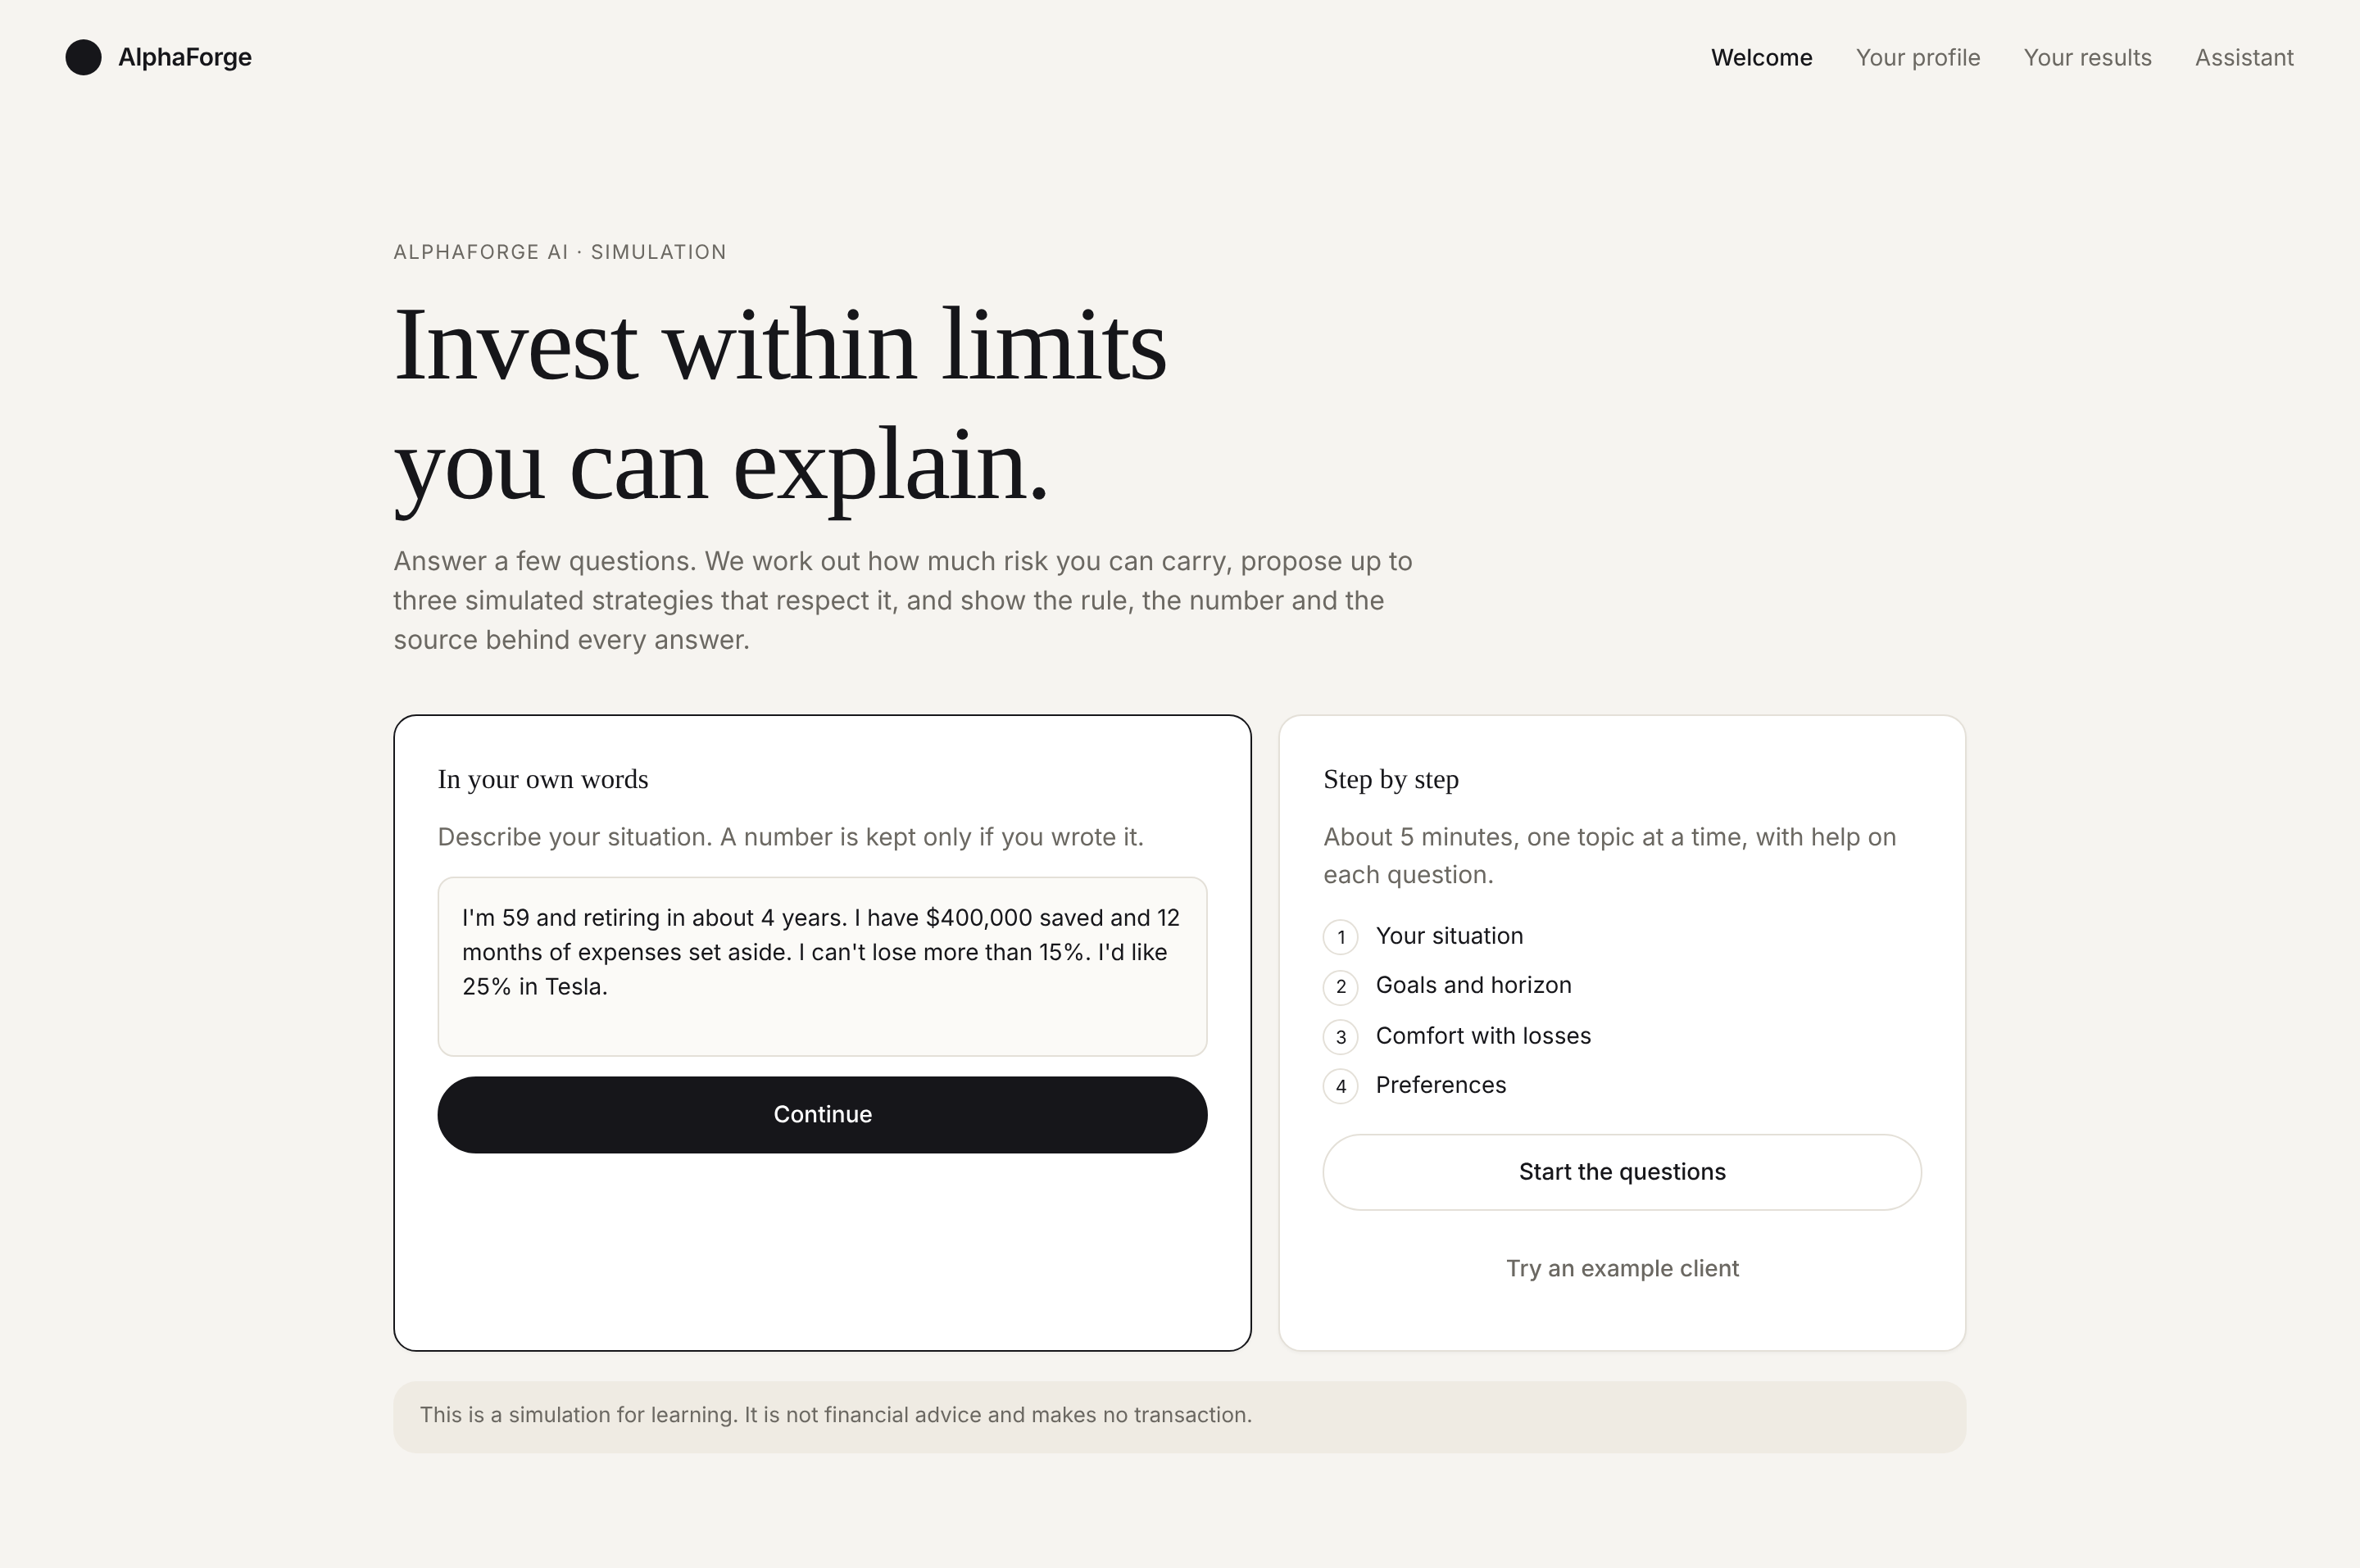 AlphaForge
Welcome
Your profile
Your results
Assistant
ALPHAFORGE AI · SIMULATION
Invest within limits
you can explain.
Answer a few questions. We work out how much risk you can carry, propose up to
three simulated strategies that respect it, and show the rule, the number and the
source behind every answer.
In your own words
Describe your situation. A number is kept only if you wrote it.
I'm 59 and retiring in about 4 years. I have $400,000 saved and 12
months of expenses set aside. I can't lose more than 15%. I'd like
25% in Tesla.
Continue
Step by step
About 5 minutes, one topic at a time, with help on
each question.
1 Your situation
2 Goals and horizon
3 Comfort with losses
4 Preferences
Start the questions
Try an example client
This is a simulation for learning. It is not financial advice and makes no transaction.